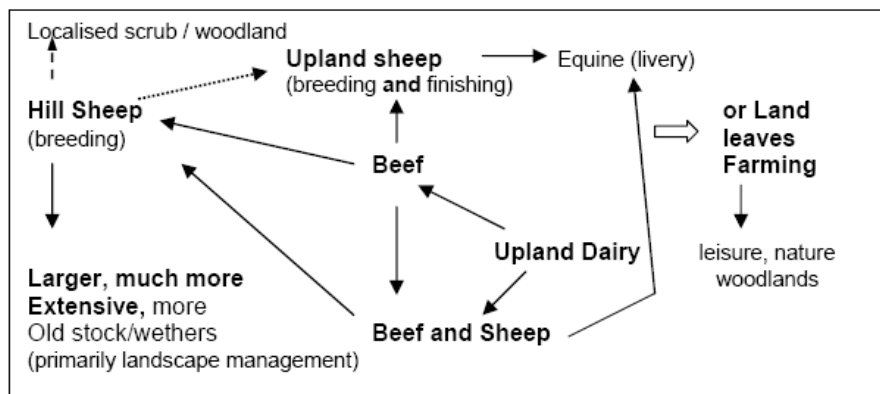 Localised scrub / woodland
Upland sheep
(breeding and finishing)
Equine (livery)
Hill Sheep
(breeding)
or Land
leaves
Farming
Beef
Upland Dairy
leisure, nature
woodlands
Larger, much more
Extensive, more
Old stock/wethers
(primarily landscape management)
Beef and Sheep